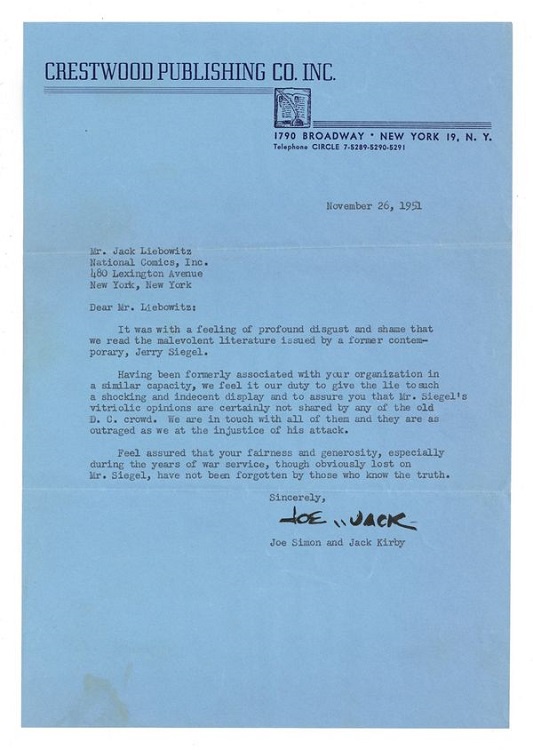 CRESTWOOD PUBLISHING CO. INC.
1790 BROADWAY • NEW YORK 19, N. Y.
Telephone CIRCLE 7-5289-5290-5291
November 26, 1951
Mr. Jack Liebowitz
National Comics, Inc.
480 Lexington Avenue
New York, New York
Dear Mr. Liebowitz:
It was with a feeling of profound disgust and shame that
we read the malevolent literature issued by a former contem-
porary, Jerry Siegel.
Having been formerly associated with your organization in
a similar capacity, we feel it our duty to give the lie to such
a shocking and indecent display and to assure you that Mr. Siegel's
vitriolic opinions are certainly not shared by any of the old
D. C. crowd. We are in touch with all of them and they are as
outraged as we at the injustice of his attack.
Feel assured that your fairness and generosity, especially
during the years of war service, though obviously lost on
Mr. Siegel, have not been forgotten by those who know the truth.
Sincerely,
JOE "JACK
Joe Simon and Jack Kirby